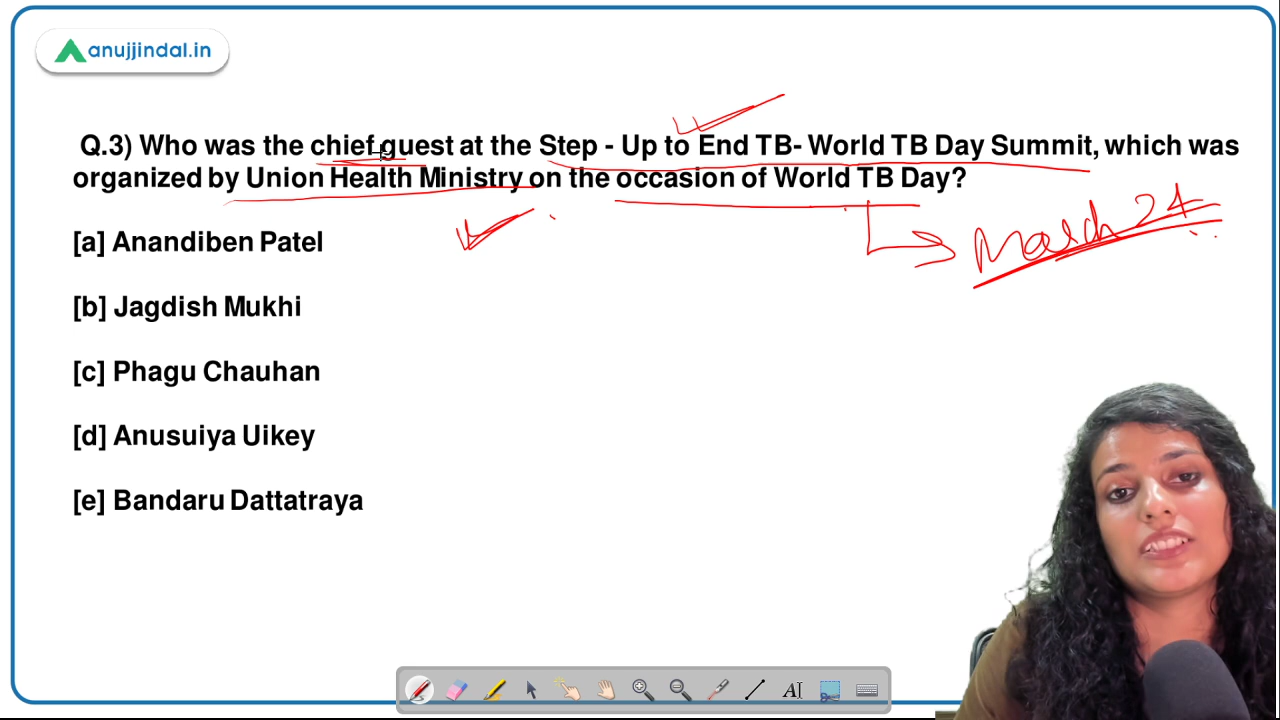 anujjindal.in
Q.3) Who was the chief guest at the Step - Up to End TB- World TB Day Summit, which was
organized by Union Health Ministry on the occasion of World TB Day?
March 24
[a] Anandiben Patel
[b] Jagdish Mukhi
[c] Phagu Chauhan
[d] Anusuiya Uikey
[e] Bandaru Dattatraya
AI